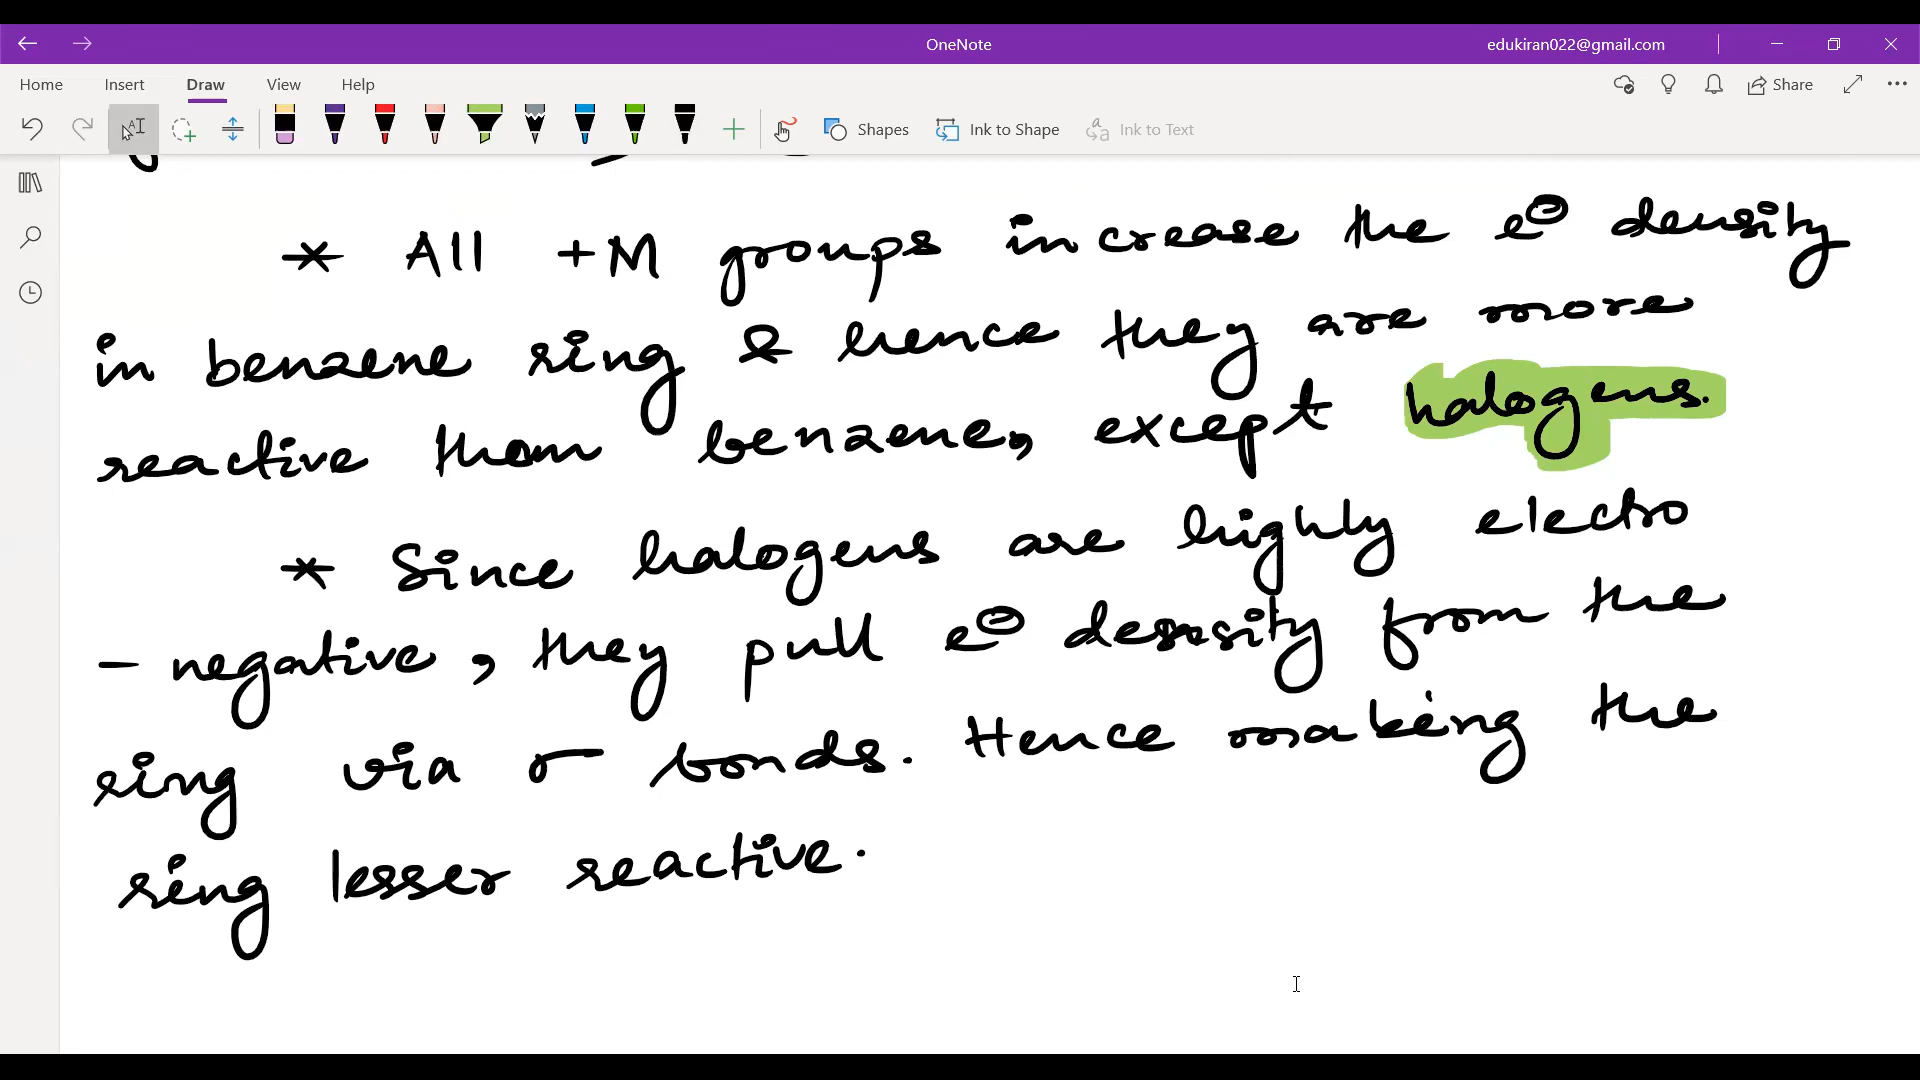 OneNote
edukiran022@gmail.com
Home Insert Draw View Help
Share
Shapes Ink to Shape Ink to Text
* All +M groups increase the e⊖ density
in benzene ring & hence they are more
reactive than benzene, except halogens.
* Since halogens are highly electro
- negative, they pull e⊖ density from the
ring via σ bonds. Hence making the
ring lesser reactive.